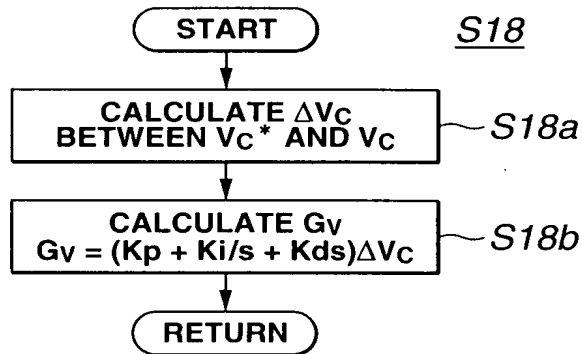 START
S18
CALCULATE ΔVC
BETWEEN VC* AND VC
S18a
CALCULATE GV
GV = (Kp + Ki/s + Kds)ΔVC
S18b
RETURN